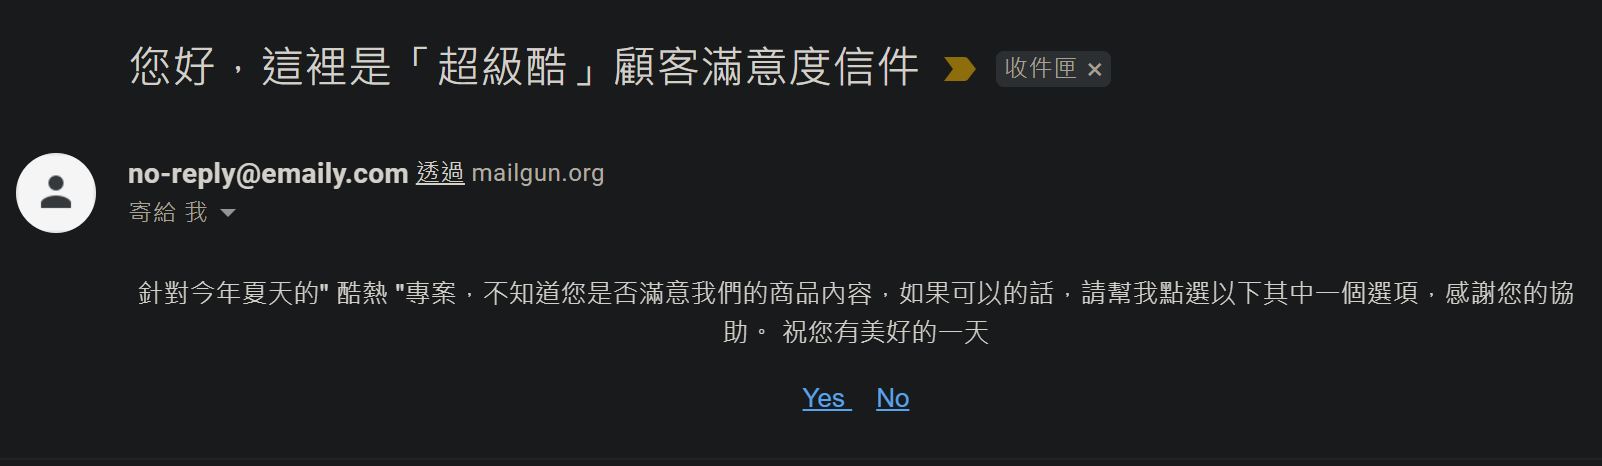 您好，這裡是「超級酷」顧客滿意度信件 收件匣 ×
no-reply@emaily.com 透過 mailgun.org
寄給 我
針對今年夏天的" 酷熱 "專案，不知道您是否滿意我們的商品內容，如果可以的話，請幫我點選以下其中一個選項，感謝您的協
助。 祝您有美好的一天
Yes No